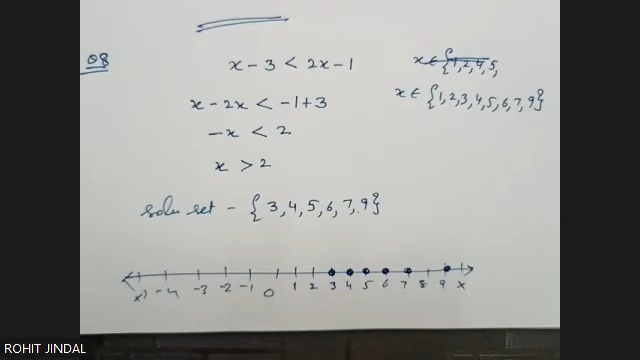 Q8
x - 3 < 2x - 1
x ∈ {1, 2, 4, 5,
x - 2x < -1 + 3
x ∈ {1, 2, 3, 4, 5, 6, 7, 9}
-x < 2
x > 2
solu set - {3, 4, 5, 6, 7, 9}
x' -4 -3 -2 -1 0 1 2 3 4 5 6 7 8 9 x
ROHIT JINDAL